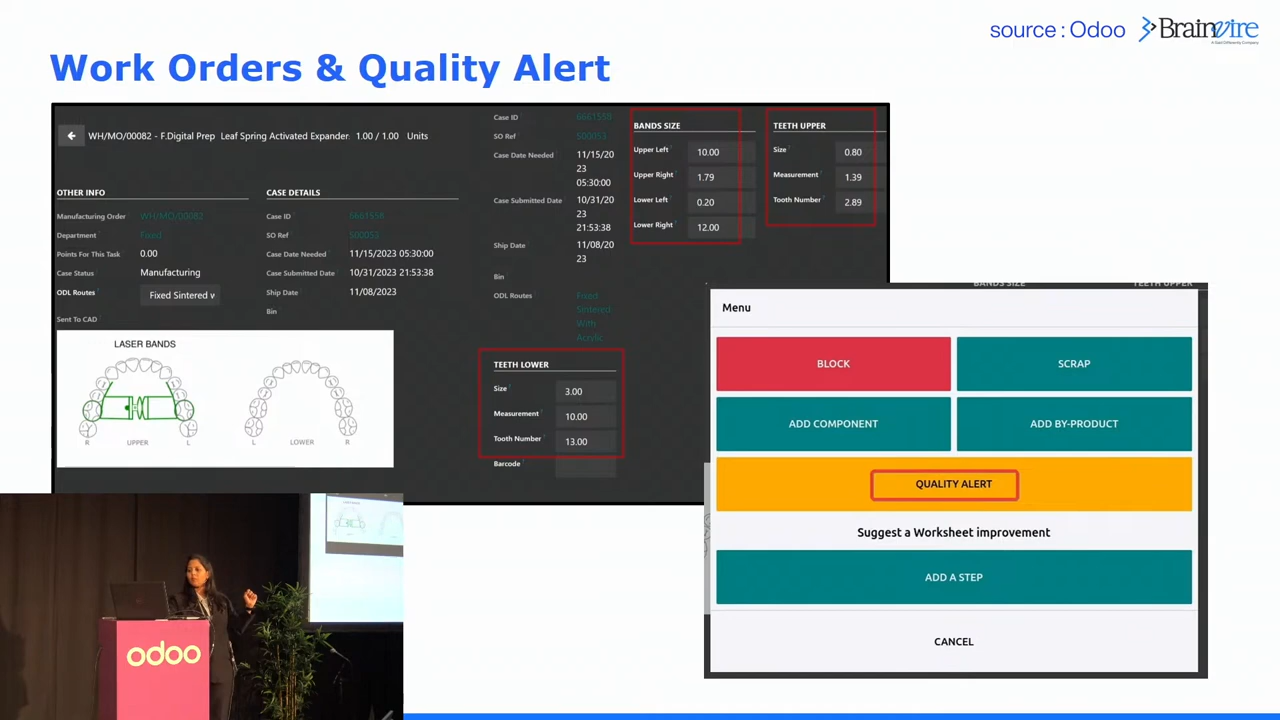 source : Odoo
Brainvire
Work Orders & Quality Alert
WH/MO/00082 - F.Digital Prep Leaf Spring Activated Expander 1.00 / 1.00 Units
OTHER INFO
Manufacturing Order WH/MO/00082
Department Fixed
Points For This Task 0.00
Case Status Manufacturing
ODL Routes Fixed Sintered w
Sent To CAD
CASE DETAILS
Case ID 6661558
SO Ref S00053
Case Date Needed 11/15/2023 05:30:00
Case Submitted Date 10/31/2023 21:53:38
Ship Date 11/08/2023
Bin
LASER BANDS
R UPPER L
L LOWER R
Case ID 6661558
SO Ref S00053
Case Date Needed 11/15/20
23
05:30:00
Case Submitted Date 10/31/20
23
21:53:38
Ship Date 11/08/20
23
Bin
ODL Routes Fixed
Sintered
With
Acrylic
TEETH LOWER
Size 3.00
Measurement 10.00
Tooth Number 13.00
Barcode
BANDS SIZE
Upper Left 10.00
Upper Right 1.79
Lower Left 0.20
Lower Right 12.00
TEETH UPPER
Size 0.80
Measurement 1.39
Tooth Number 2.89
BANDS SIZE TEETH UPPER
Menu
BLOCK SCRAP
ADD COMPONENT ADD BY-PRODUCT
QUALITY ALERT
Suggest a Worksheet improvement
ADD A STEP
CANCEL
odoo